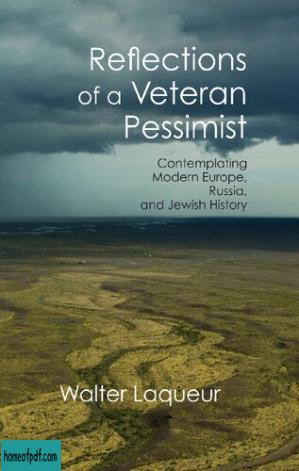 Reflections
of a Veteran
Pessimist
Contemplating
Modern Europe,
Russia,
and Jewish History
Walter Laqueur
homeofpdf.com